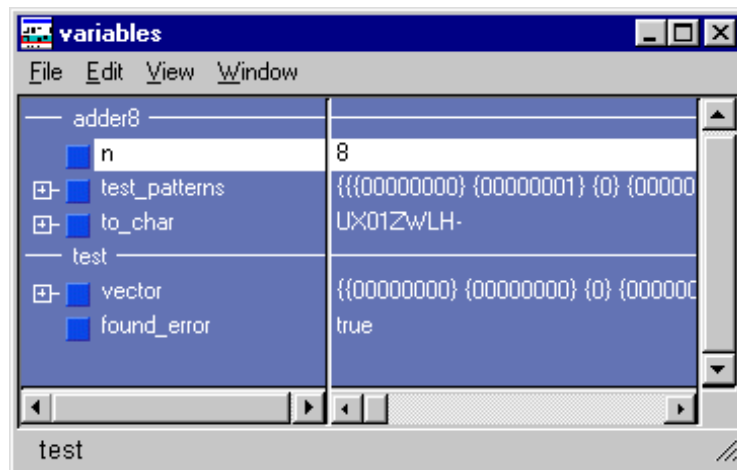 variables
File Edit View Window
adder8
n 8
test_patterns {{{00000000} {00000001} {0} {00000
to_char UX01ZWLH-
test
vector {{00000000} {00000000} {0} {000000
found_error true
test